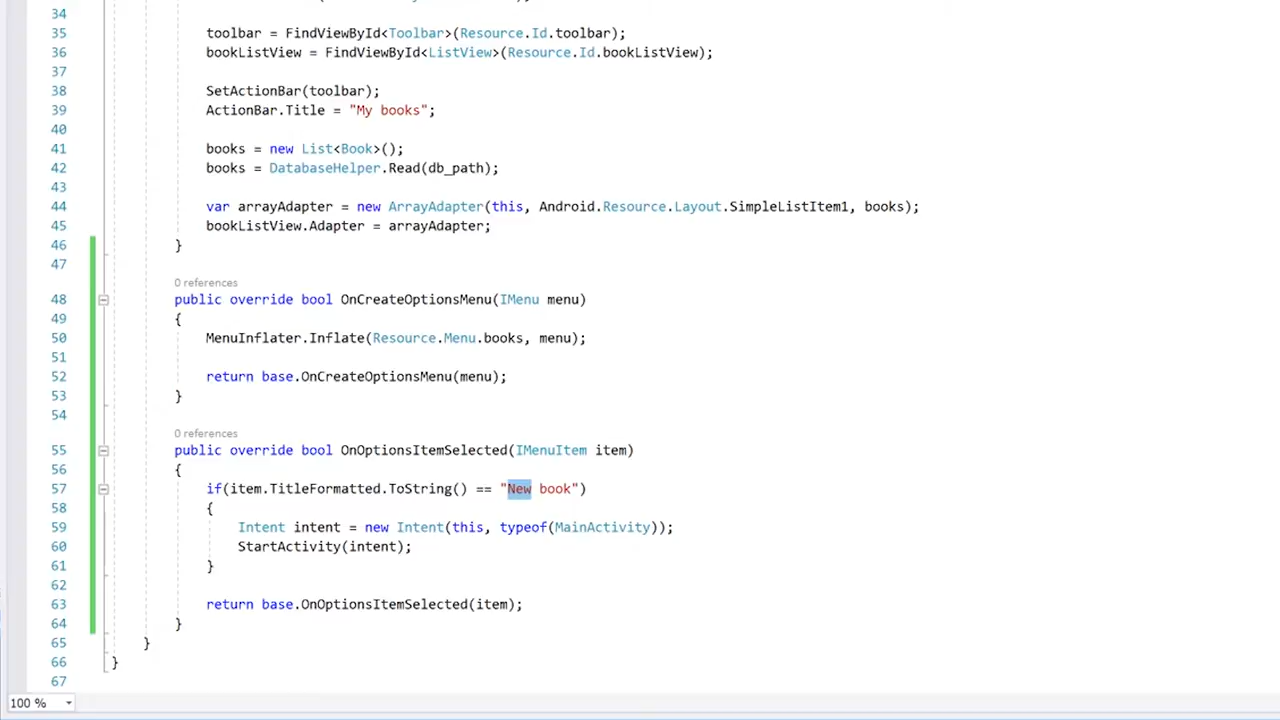 34
35 toolbar = FindViewById<Toolbar>(Resource.Id.toolbar);
36 bookListView = FindViewById<ListView>(Resource.Id.bookListView);
37
38 SetActionBar(toolbar);
39 ActionBar.Title = "My books";
40
41 books = new List<Book>();
42 books = DatabaseHelper.Read(db_path);
43
44 var arrayAdapter = new ArrayAdapter(this, Android.Resource.Layout.SimpleListItem1, books);
45 bookListView.Adapter = arrayAdapter;
46 }
47
0 references
48 public override bool OnCreateOptionsMenu(IMenu menu)
49 {
50 MenuInflater.Inflate(Resource.Menu.books, menu);
51
52 return base.OnCreateOptionsMenu(menu);
53 }
54
0 references
55 public override bool OnOptionsItemSelected(IMenuItem item)
56 {
57 if(item.TitleFormatted.ToString() == "New book")
58 {
59 Intent intent = new Intent(this, typeof(MainActivity));
60 StartActivity(intent);
61 }
62
63 return base.OnOptionsItemSelected(item);
64 }
65 }
66 }
67
100 %